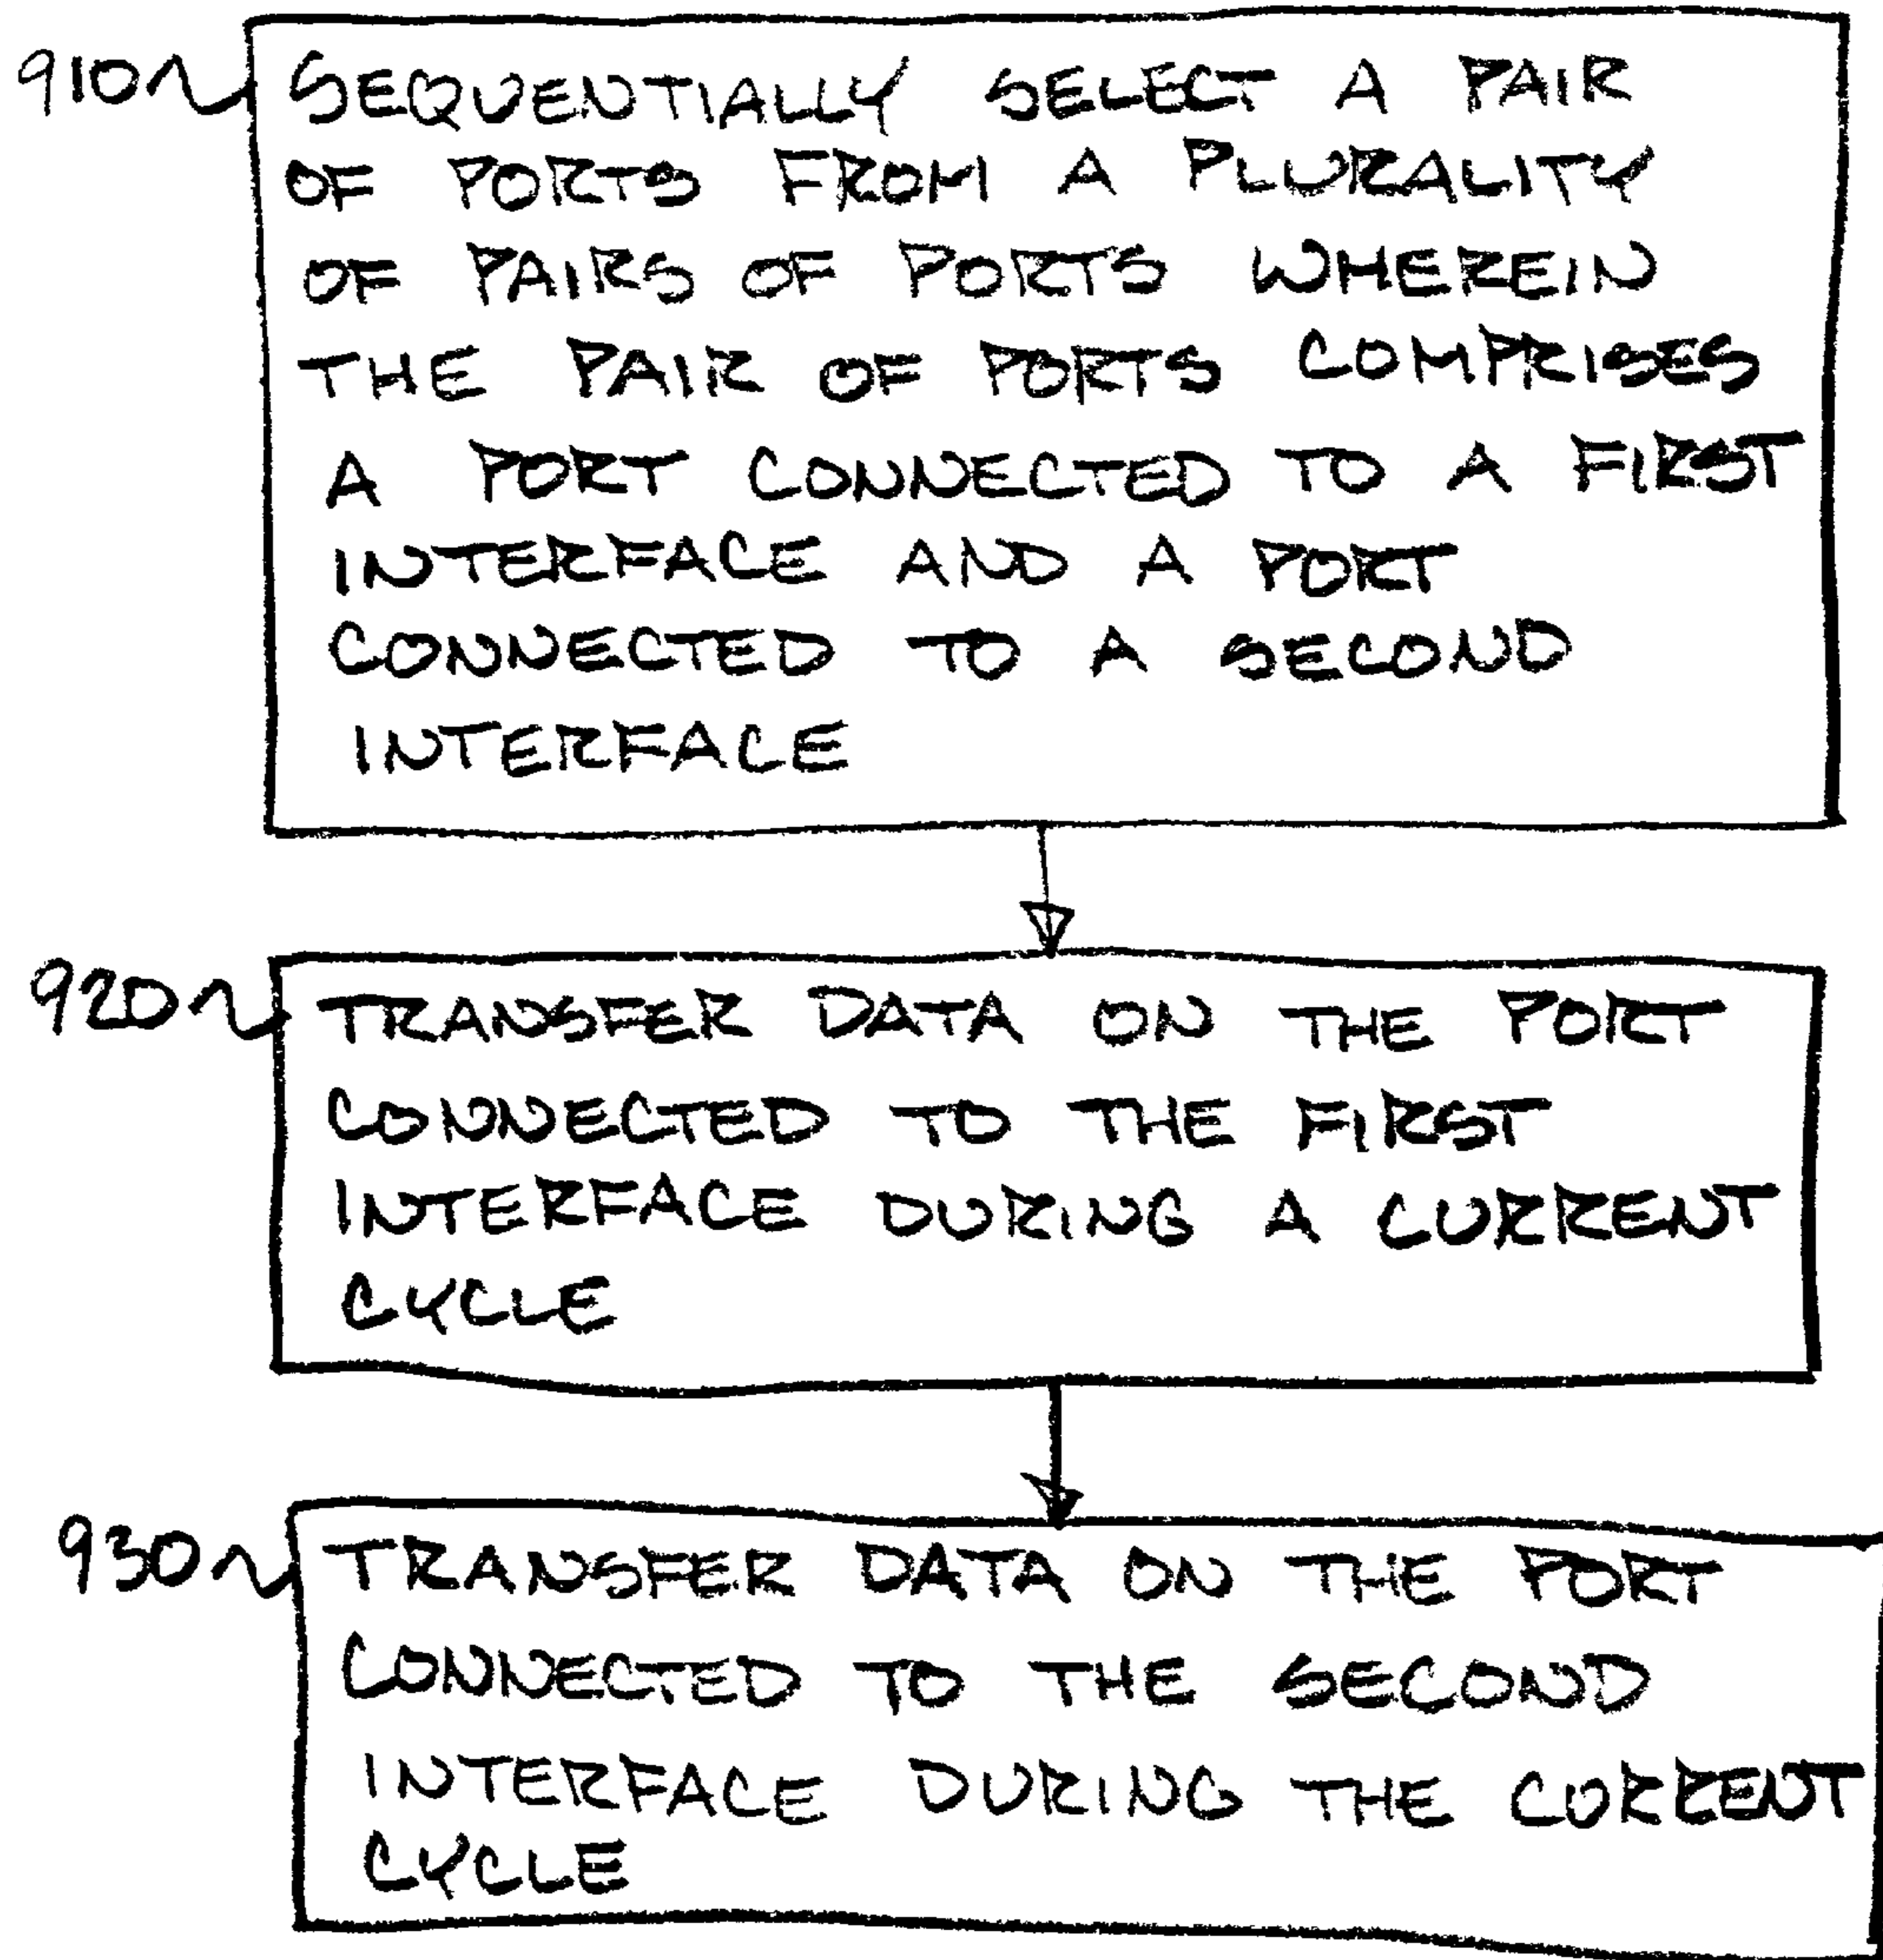 910 SEQUENTIALLY SELECT A PAIR
OF PORTS FROM A PLURALITY
OF PAIRS OF PORTS WHEREIN
THE PAIR OF PORTS COMPRISES
A PORT CONNECTED TO A FIRST
INTERFACE AND A PORT
CONNECTED TO A SECOND
INTERFACE
920 TRANSFER DATA ON THE PORT
CONNECTED TO THE FIRST
INTERFACE DURING A CURRENT
CYCLE
930 TRANSFER DATA ON THE PORT
CONNECTED TO THE SECOND
INTERFACE DURING THE CURRENT
CYCLE